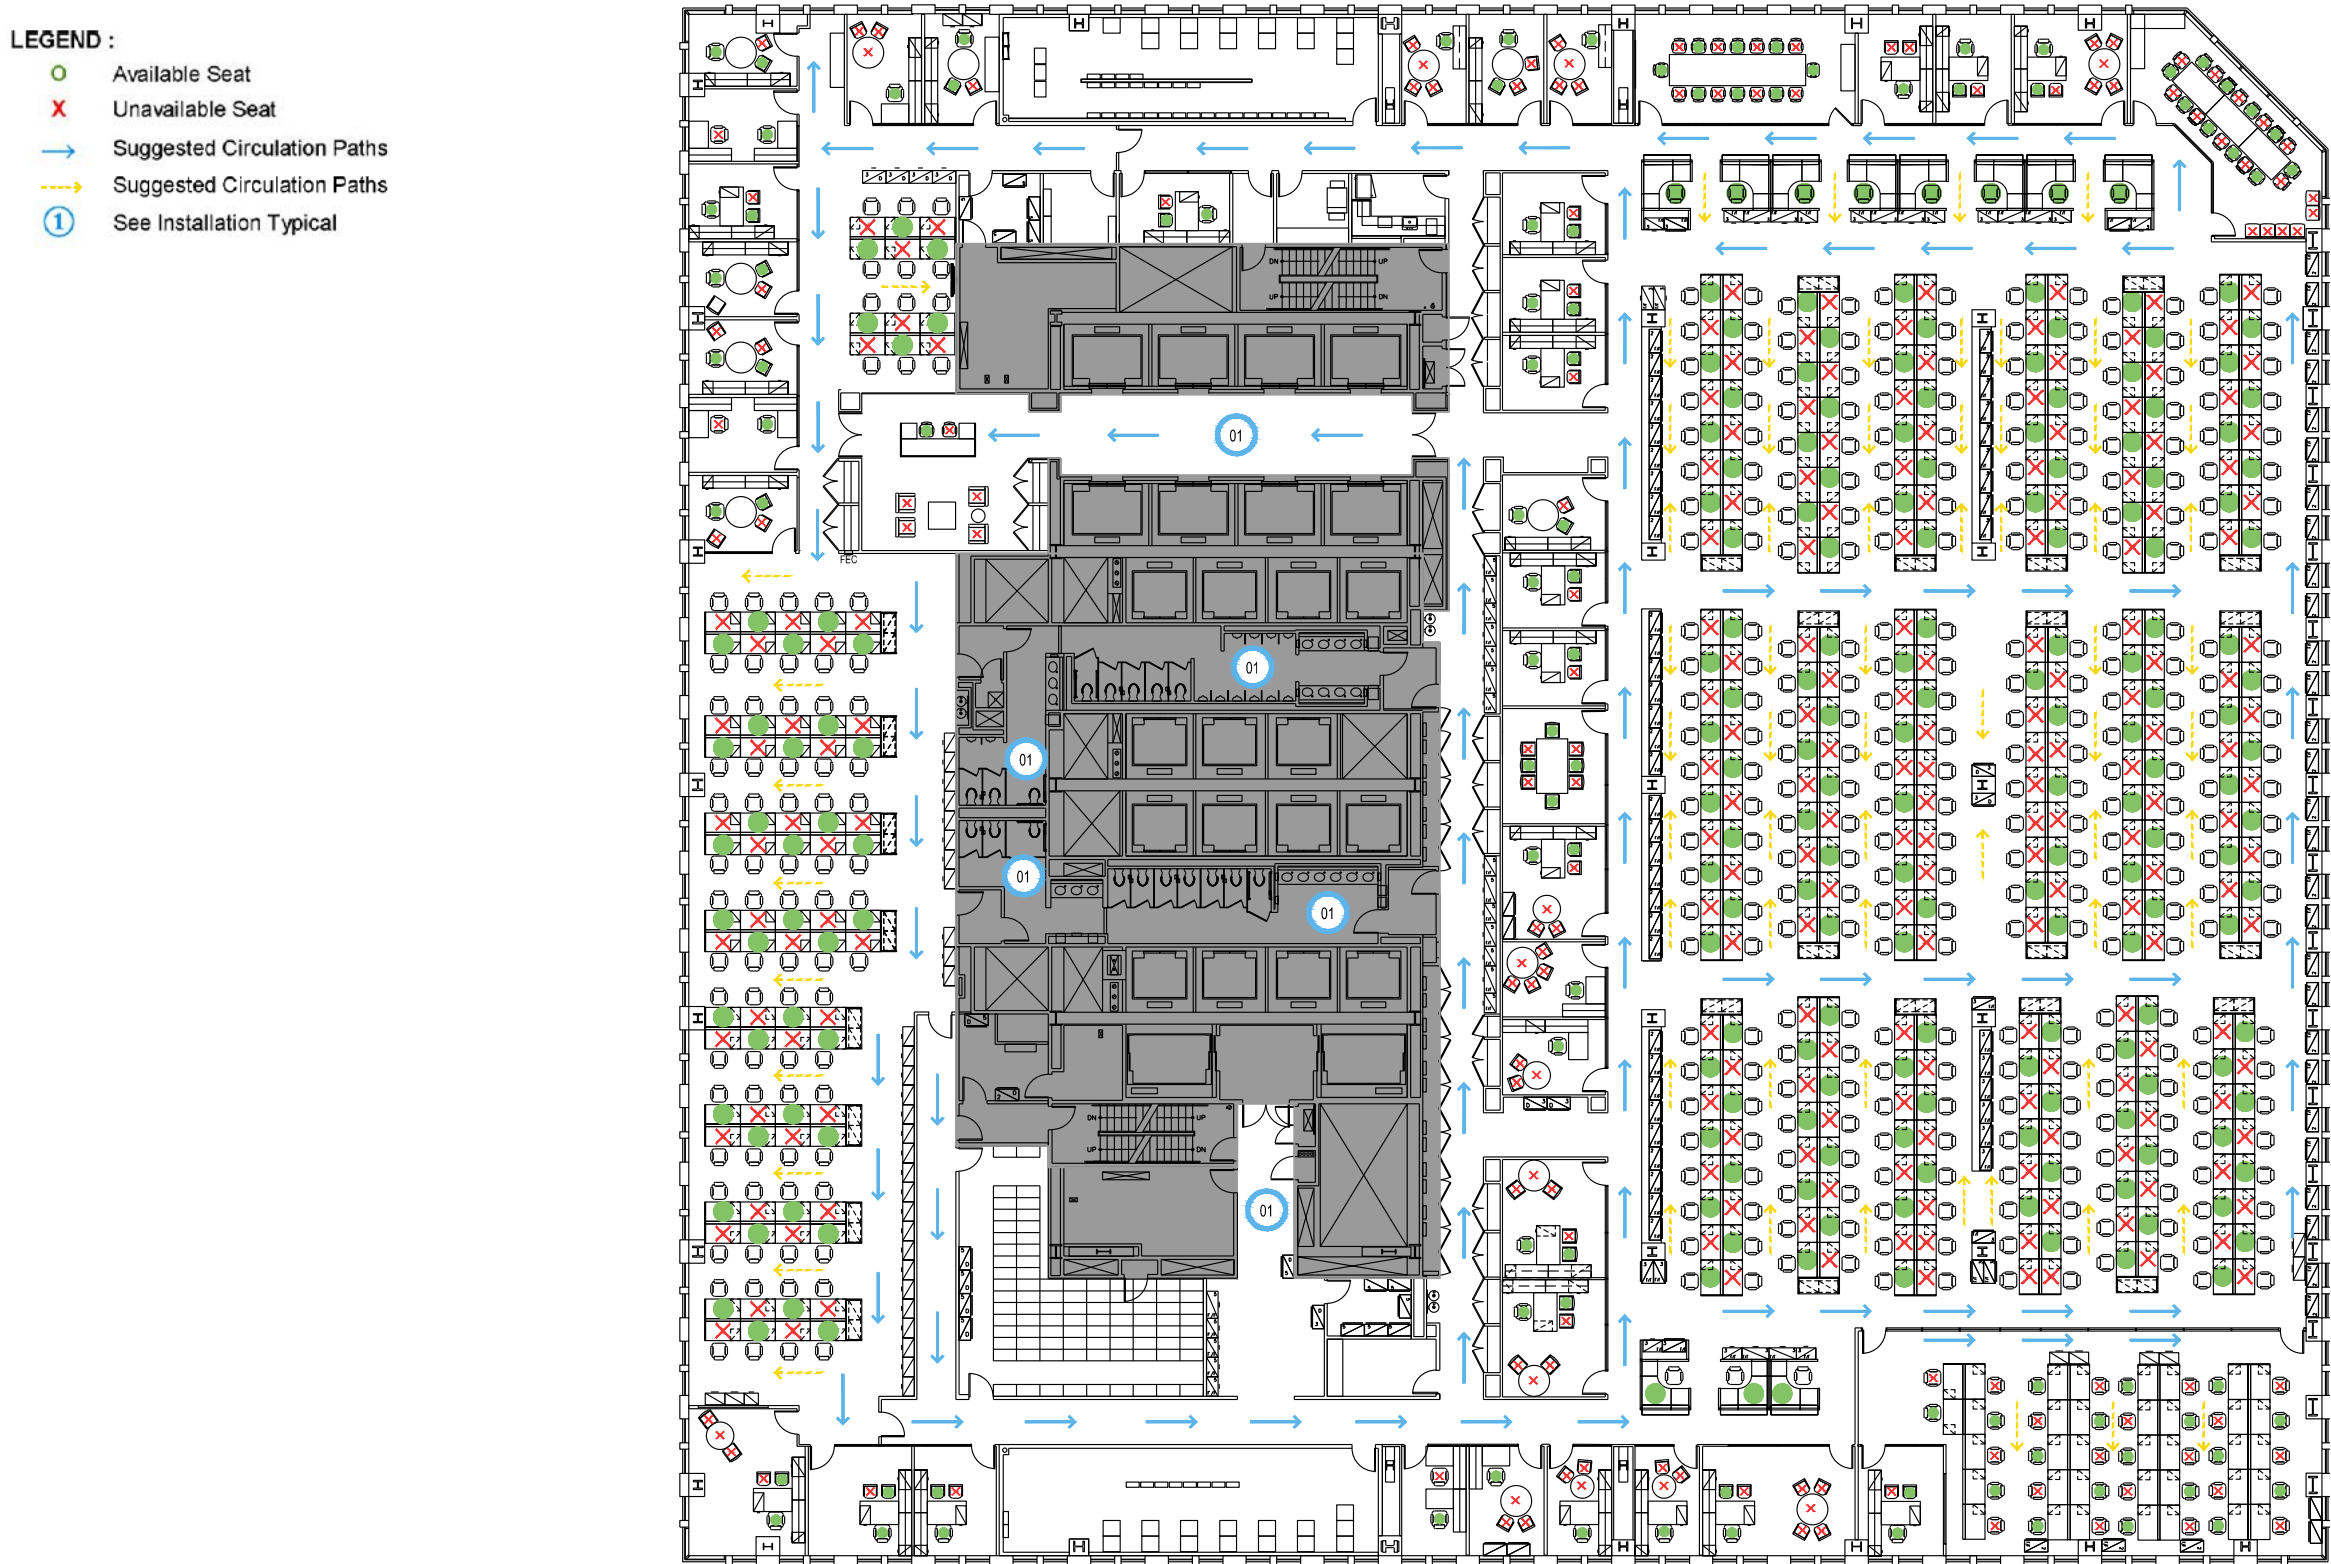 LEGEND :
Available Seat
Unavailable Seat
Suggested Circulation Paths
Suggested Circulation Paths
1 See Installation Typical
DN UP
UP DN
01
FEC
01
01
01
01
DN UP
UP DN
01